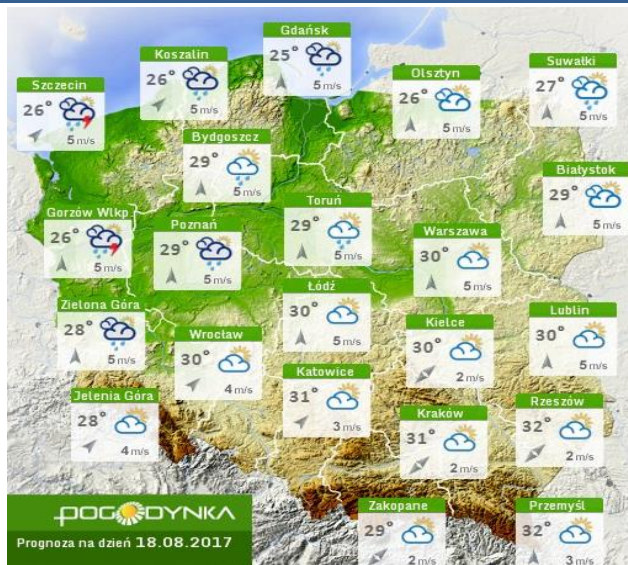 Gdańsk
25°
5 m/s
Koszalin
26°
5 m/s
Szczecin
26°
5 m/s
Olsztyn
26°
5 m/s
Suwałki
27°
5 m/s
Bydgoszcz
29°
5 m/s
Białystok
29°
5 m/s
Gorzów Wlkp.
26°
5 m/s
Poznań
29°
5 m/s
Toruń
29°
5 m/s
Warszawa
30°
5 m/s
Zielona Góra
28°
5 m/s
Wrocław
30°
4 m/s
Łódź
30°
5 m/s
Kielce
30°
2 m/s
Lublin
30°
5 m/s
Jelenia Góra
28°
4 m/s
Katowice
31°
3 m/s
Kraków
31°
2 m/s
Rzeszów
32°
2 m/s
Zakopane
29°
2 m/s
Przemyśl
32°
3 m/s
POGODYNKA
Prognoza na dzień 18.08.2017